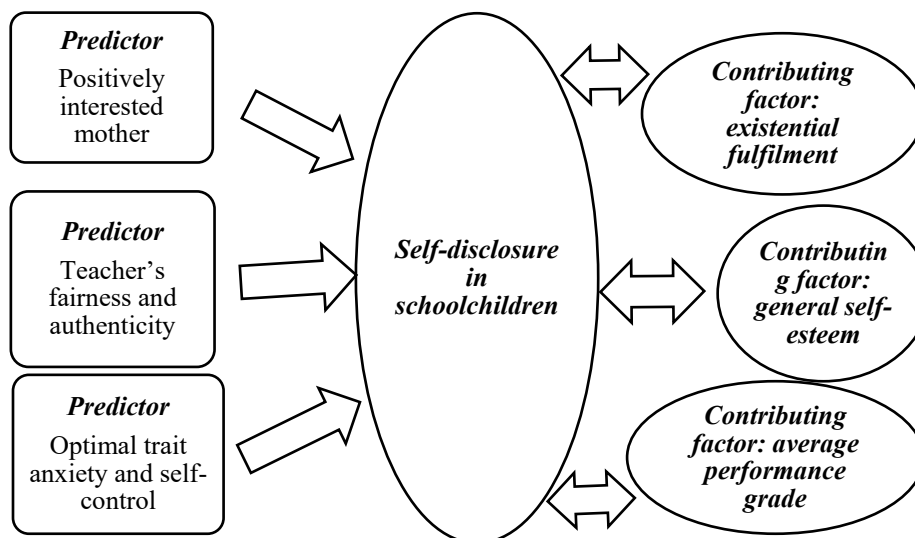 Predictor
Positively
interested
mother
Predictor
Teacher’s
fairness and
authenticity
Predictor
Optimal trait
anxiety and self-
control
Self-disclosure
in
schoolchildren
Contributing
factor:
existential
fulfilment
Contributin
g factor:
general self-
esteem
Contributing
factor: average
performance
grade